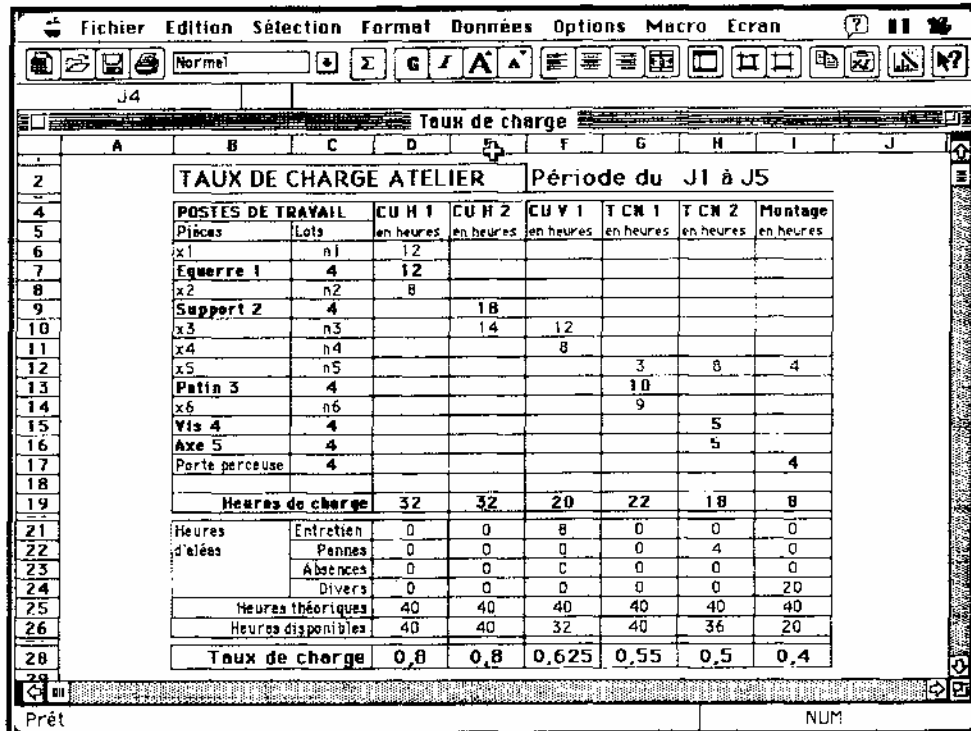 Fichier Edition Sélection Format Données Options Macro Ecran ?
Normal Σ G I A A ?
J4
Taux de charge
A B C D E F G H I J
2 TAUX DE CHARGE ATELIER Période du J1 à J5
4 POSTES DE TRAVAIL CU H 1 CU H 2 CU V 1 T CN 1 T CN 2 Montage
5 Pièces Lots en heures en heures en heures en heures en heures en heures
6 x1 n1 12
7 Equerre 1 4 12
8 x2 n2 8
9 Support 2 4 18
10 x3 n3 14 12
11 x4 n4 8
12 x5 n5 3 8 4
13 Patin 3 4 10
14 x6 n6 9
15 Vis 4 4 5
16 Axe 5 4 5
17 Porte perceuse 4 4
18
19 Heures de charge 32 32 20 22 18 8
21 Heures Entretien 0 0 8 0 0 0
22 d'aléas Pannes 0 0 0 0 4 0
23 Absences 0 0 0 0 0 0
24 Divers 0 0 0 0 0 20
25 Heures théoriques 40 40 40 40 40 40
26 Heures disponibles 40 40 32 40 36 20
28 Taux de charge 0,8 0,8 0,625 0,55 0,5 0,4
29
Prêt NUM